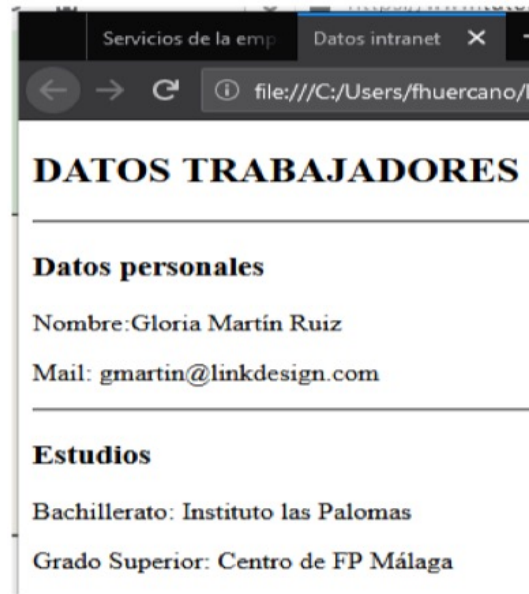 Servicios de la emp
Datos intranet
file:///C:/Users/fhuercano/
DATOS TRABAJADORES
Datos personales
Nombre:Gloria Martín Ruiz
Mail: gmartin@linkdesign.com
Estudios
Bachillerato: Instituto las Palomas
Grado Superior: Centro de FP Málaga